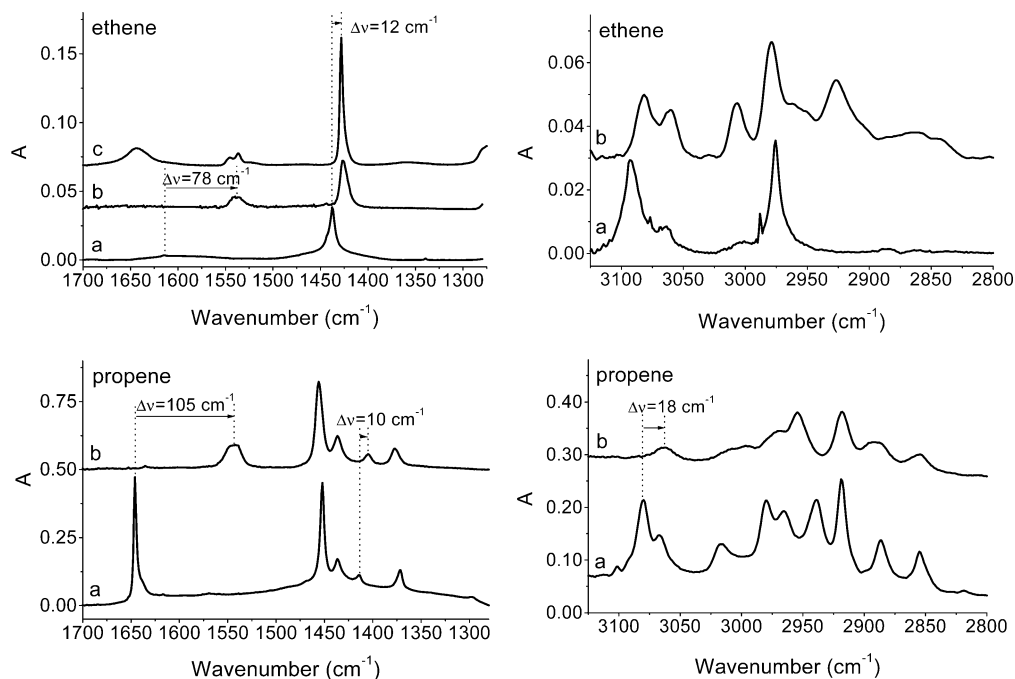 ethene
Δν=12 cm⁻¹
0.15
0.10
A
c
0.05
Δν=78 cm⁻¹
b
a
0.00
1700 1650 1600 1550 1500 1450 1400 1350 1300
Wavenumber (cm⁻¹)
ethene
0.06
0.04
A
b
0.02
a
0.00
3100 3050 3000 2950 2900 2850 2800
Wavenumber (cm⁻¹)
propene
Δν=105 cm⁻¹
0.75
Δν=10 cm⁻¹
b
0.50
A
0.25
a
0.00
1700 1650 1600 1550 1500 1450 1400 1350 1300
Wavenumber (cm⁻¹)
propene
0.40
Δν=18 cm⁻¹
b
0.30
A
0.20
a
0.10
0.00
3100 3050 3000 2950 2900 2850 2800
Wavenumber (cm⁻¹)